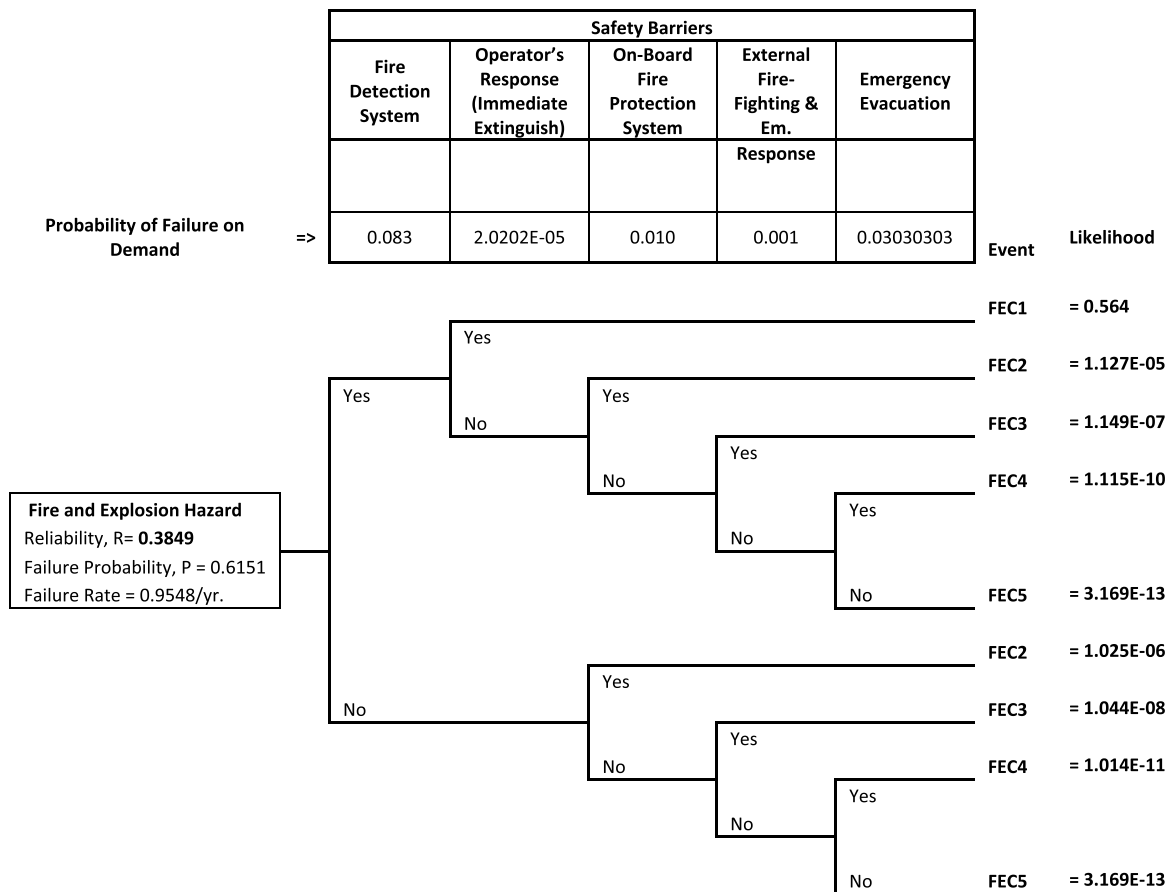 Safety Barriers
Fire
Detection
System
Operator’s
Response
(Immediate
Extinguish)
On-Board
Fire
Protection
System
External
Fire-
Fighting &
Em.
Response
Emergency
Evacuation
Probability of Failure on
Demand
=>
0.083
2.0202E-05
0.010
0.001
0.03030303
Event
Likelihood
FEC1 = 0.564
Yes
FEC2 = 1.127E-05
Yes
Yes
No
FEC3 = 1.149E-07
Yes
No
FEC4 = 1.115E-10
Yes
No
FEC5 = 3.169E-13
No
Fire and Explosion Hazard
Reliability, R= 0.3849
Failure Probability, P = 0.6151
Failure Rate = 0.9548/yr.
FEC2 = 1.025E-06
Yes
No
FEC3 = 1.044E-08
Yes
No
FEC4 = 1.014E-11
Yes
No
FEC5 = 3.169E-13
No